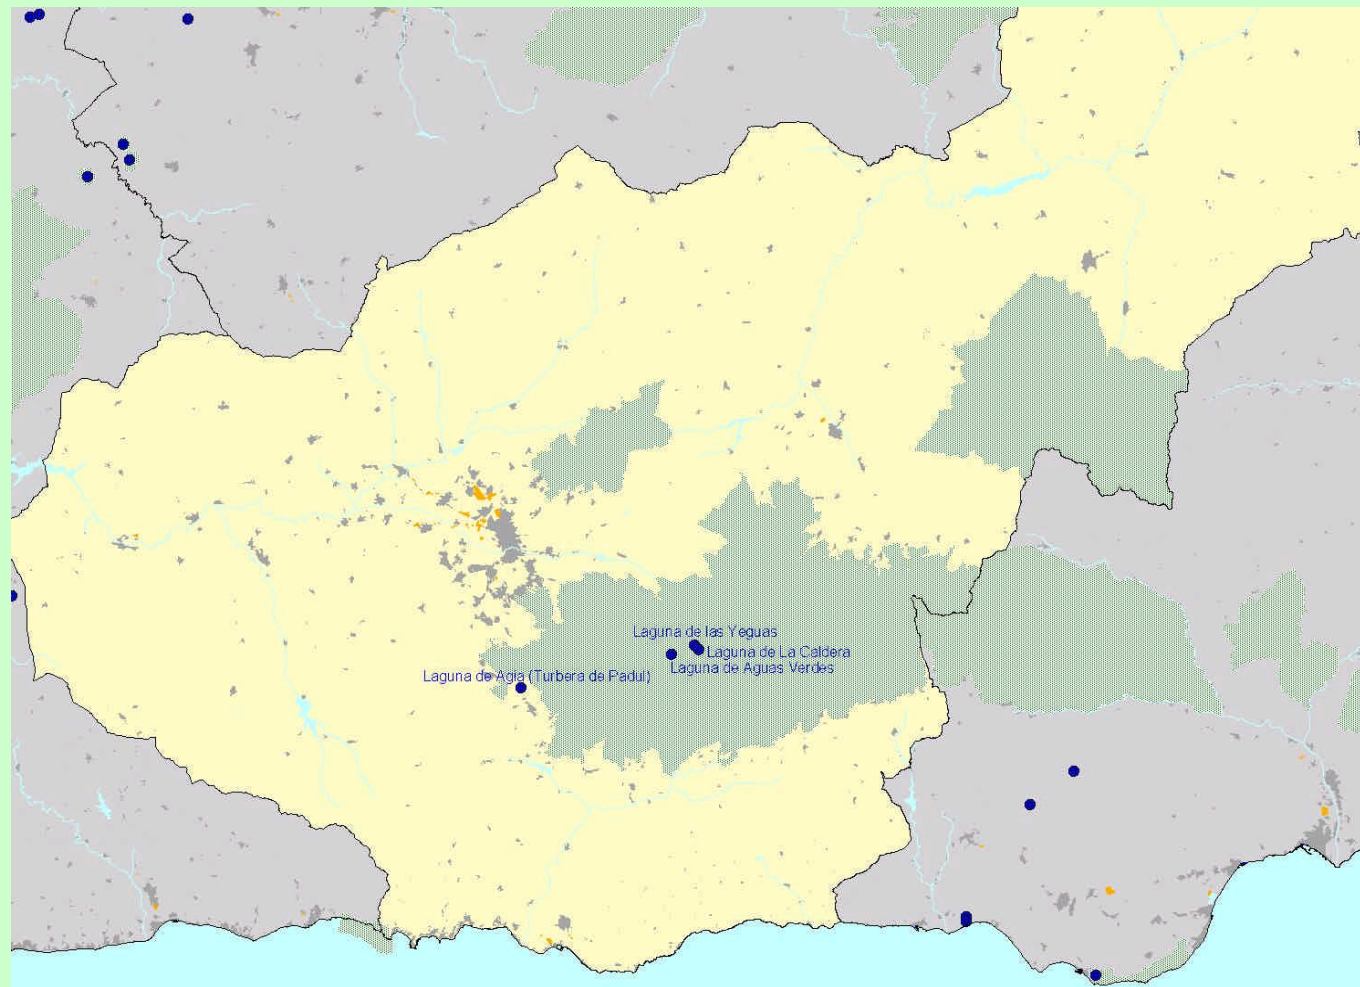 Laguna de las Yeguas
Laguna de La Caldera
Laguna de Aguas Verdes
Laguna de Agia (Turbera de Padul)